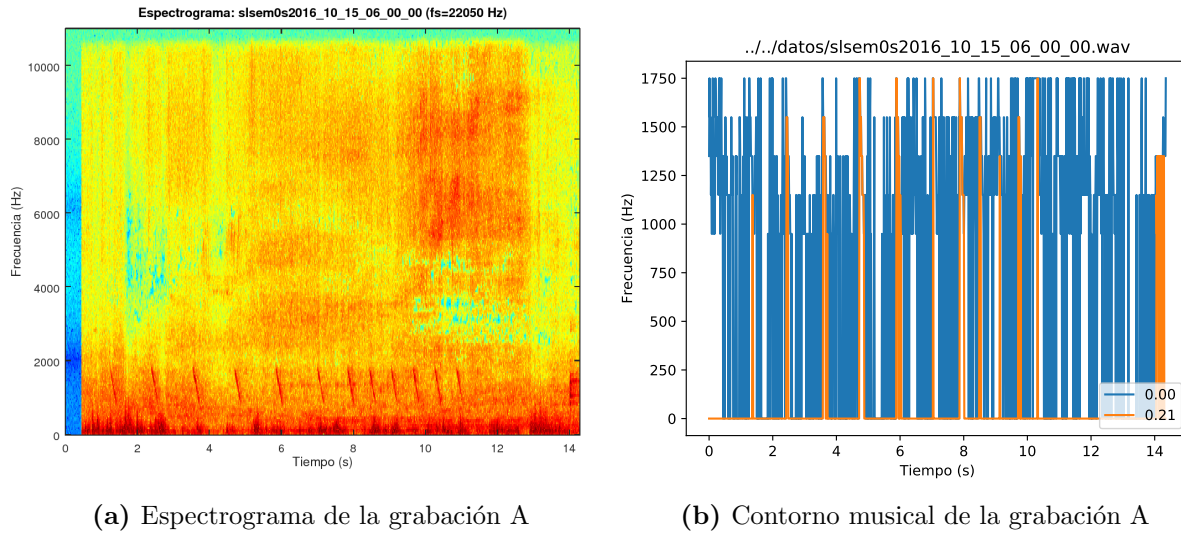 Espectrograma: slsem0s2016_10_15_06_00_00 (fs=22050 Hz)
10000
8000
6000
4000
2000
0
Frecuencia (Hz)
0 2 4 6 8 10 12 14
Tiempo (s)
(a) Espectrograma de la grabación A
../../datos/slsem0s2016_10_15_06_00_00.wav
1750
1500
1250
1000
750
500
250
0
Frecuencia (Hz)
0.00
0.21
0 2 4 6 8 10 12 14
Tiempo (s)
(b) Contorno musical de la grabación A